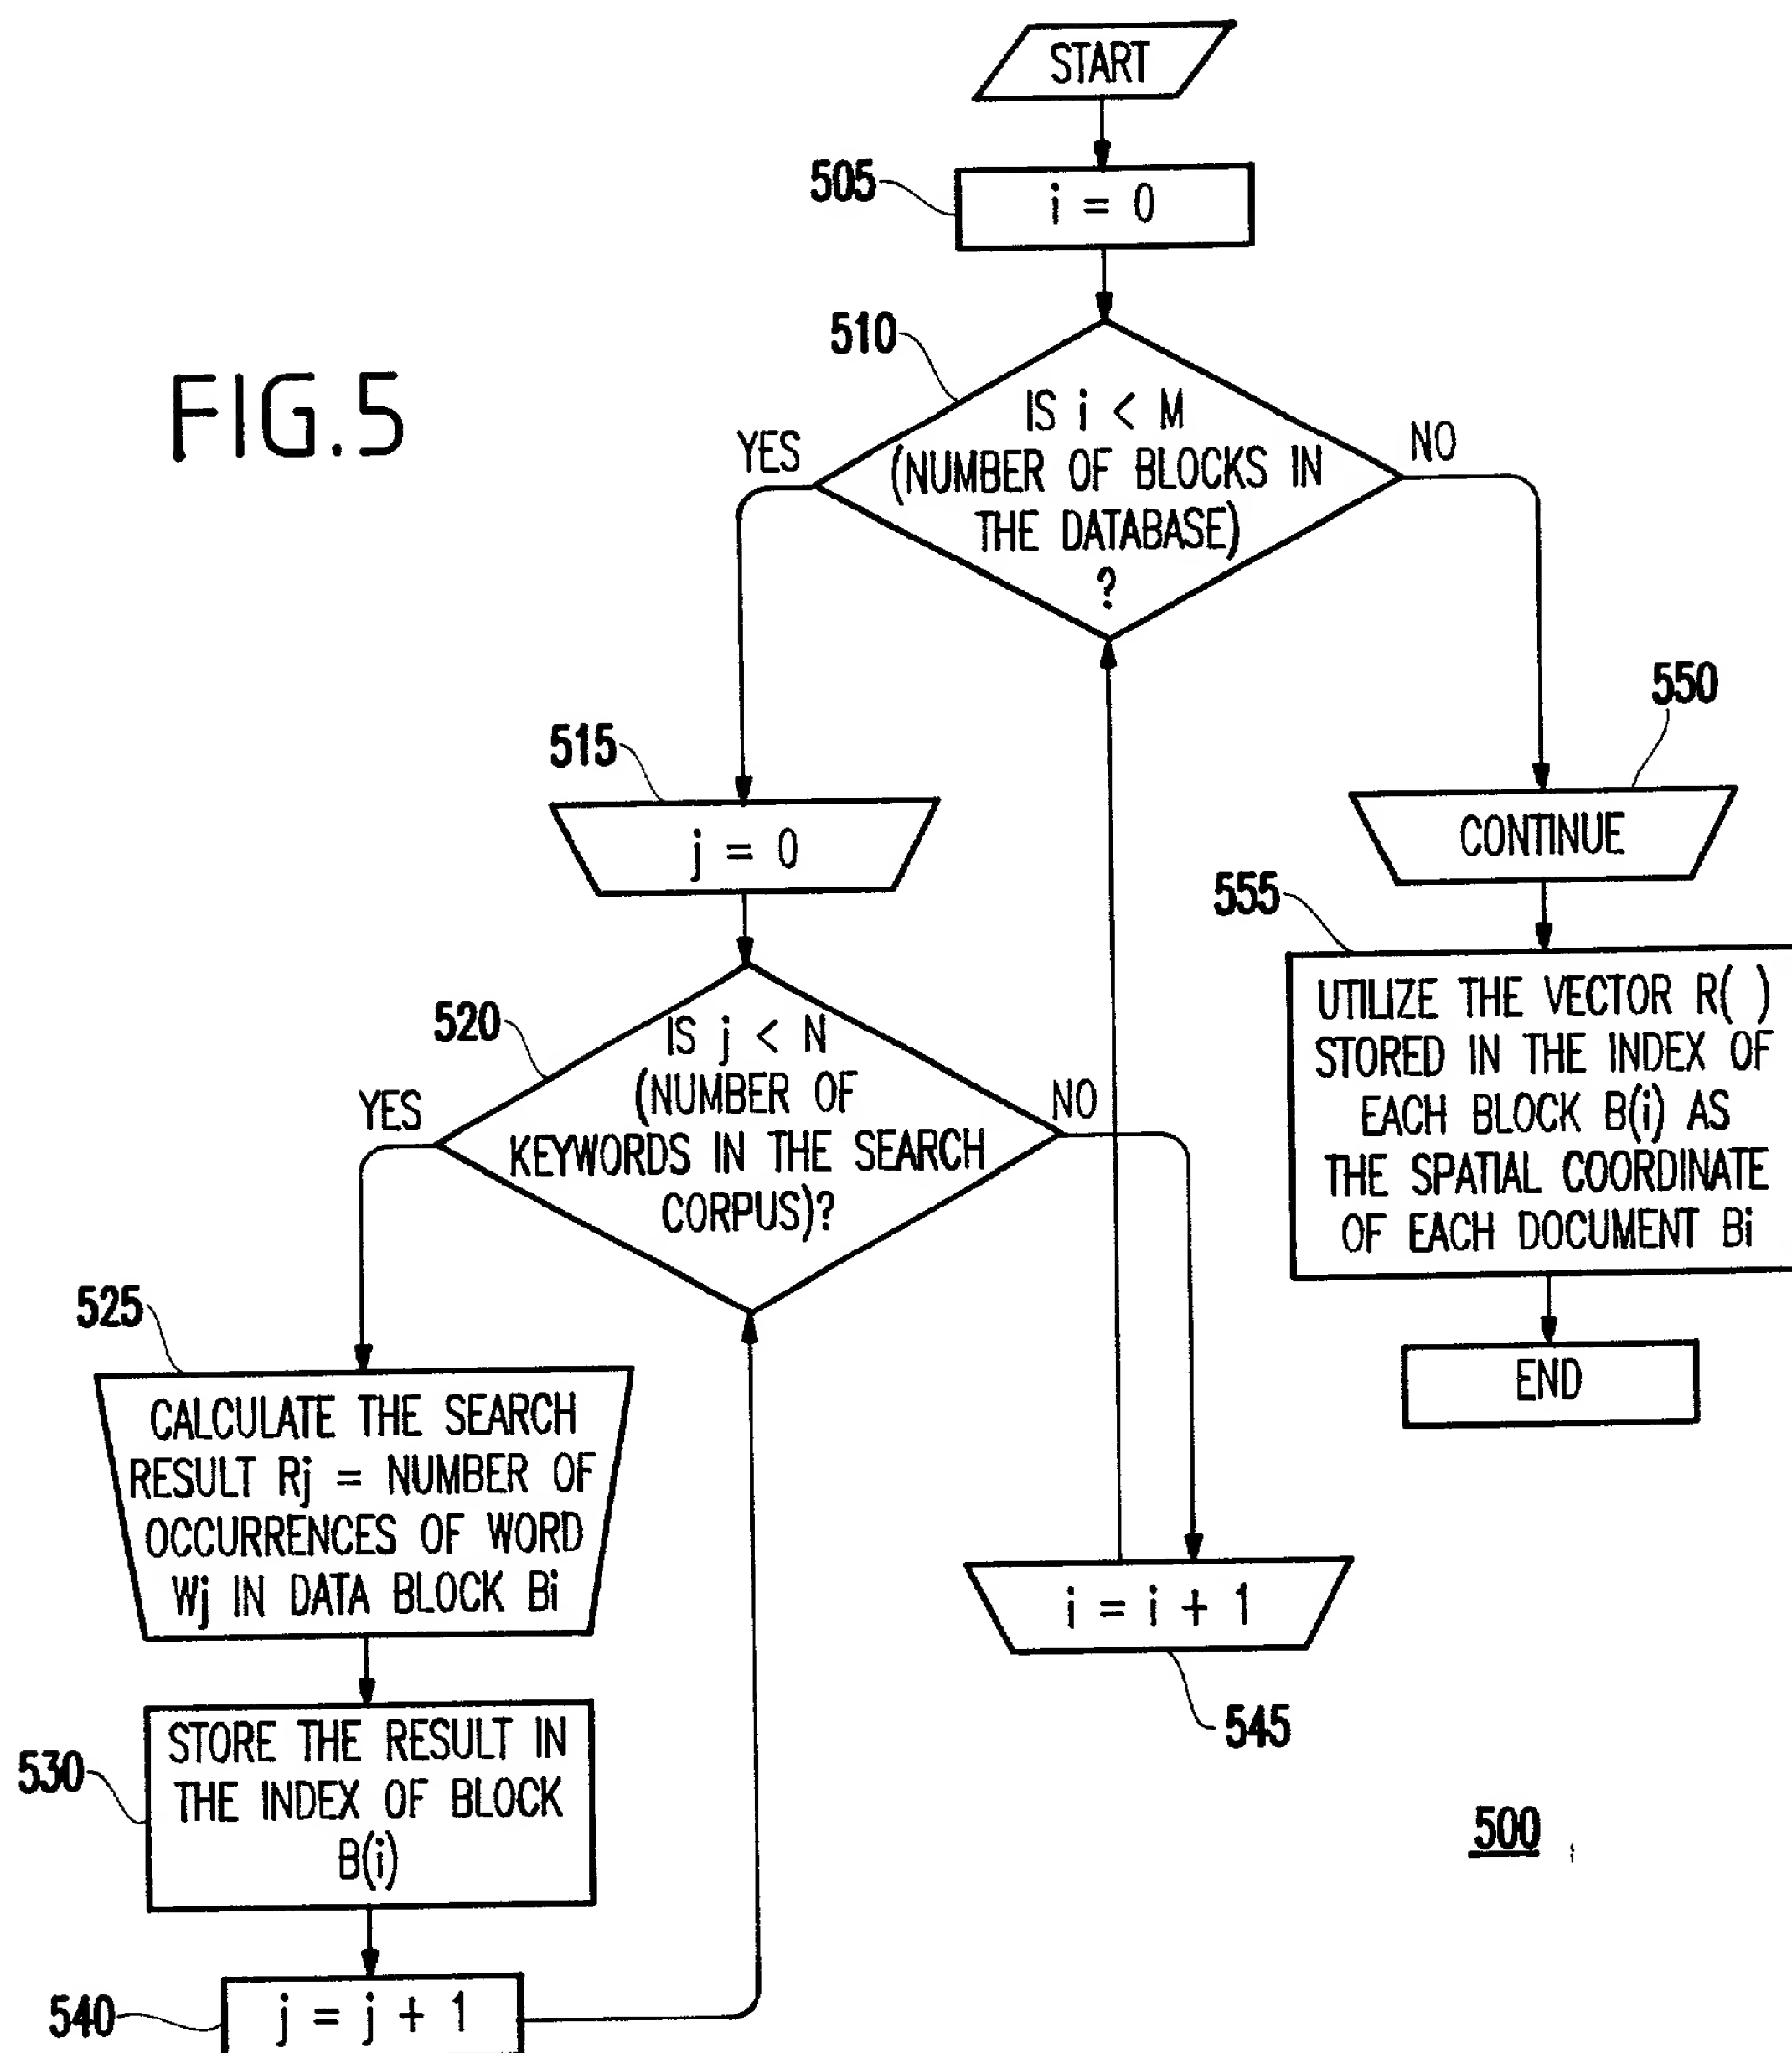 START
505
i = 0
510
FIG.5
IS i < M
(NUMBER OF BLOCKS IN
THE DATABASE)
?
YES
NO
515
j = 0
550
CONTINUE
555
UTILIZE THE VECTOR R( )
STORED IN THE INDEX OF
EACH BLOCK B(i) AS
THE SPATIAL COORDINATE
OF EACH DOCUMENT Bi
END
520
IS j < N
(NUMBER OF
KEYWORDS IN THE SEARCH
CORPUS)?
YES
NO
525
CALCULATE THE SEARCH
RESULT Rj = NUMBER OF
OCCURRENCES OF WORD
Wj IN DATA BLOCK Bi
i = i + 1
545
530
STORE THE RESULT IN
THE INDEX OF BLOCK
B(i)
540
j = j + 1
500